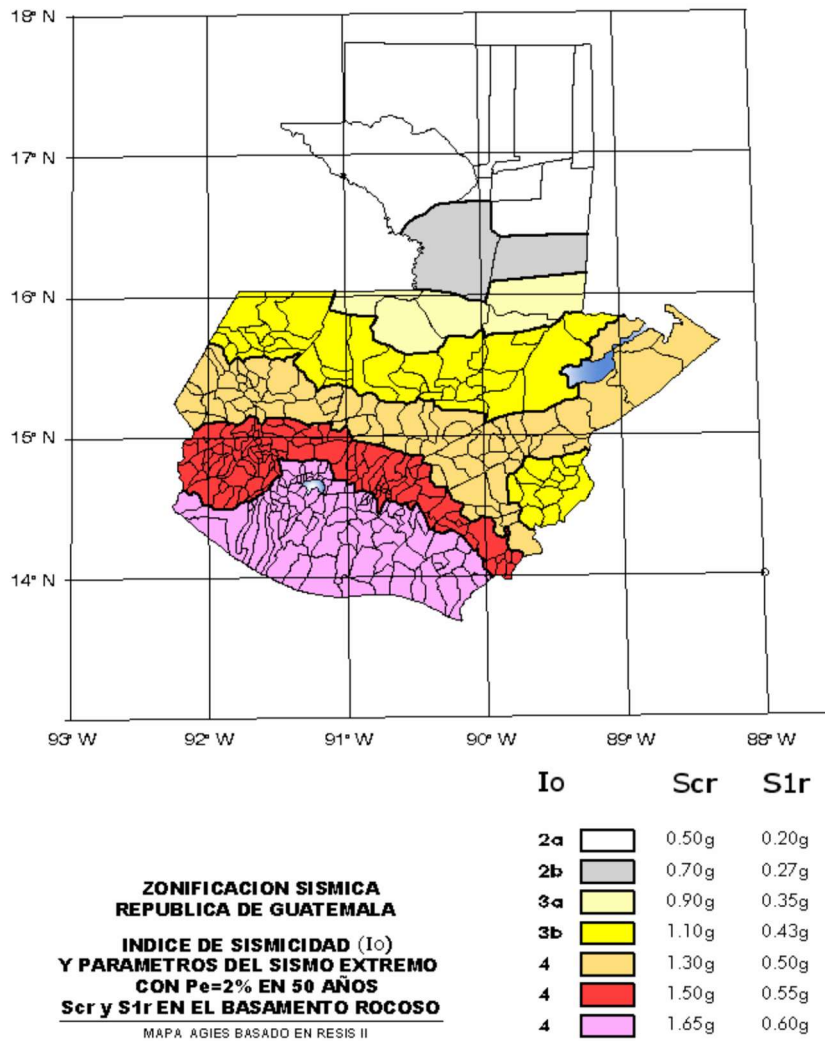 18° N
17° N
16° N
15° N
14° N
93° W 92° W 91° W 90° W 89° W 88° W
Io Scr S1r
2a 0.50g 0.20g
2b 0.70g 0.27g
3a 0.90g 0.35g
3b 1.10g 0.43g
4 1.30g 0.50g
4 1.50g 0.55g
4 1.65g 0.60g
ZONIFICACION SISMICA
REPUBLICA DE GUATEMALA
INDICE DE SISMICIDAD (Io)
Y PARAMETROS DEL SISMO EXTREMO
CON Pe=2% EN 50 AÑOS
Scr y S1r EN EL BASAMENTO ROCOSO
MAPA AGIES BASADO EN RESIS II